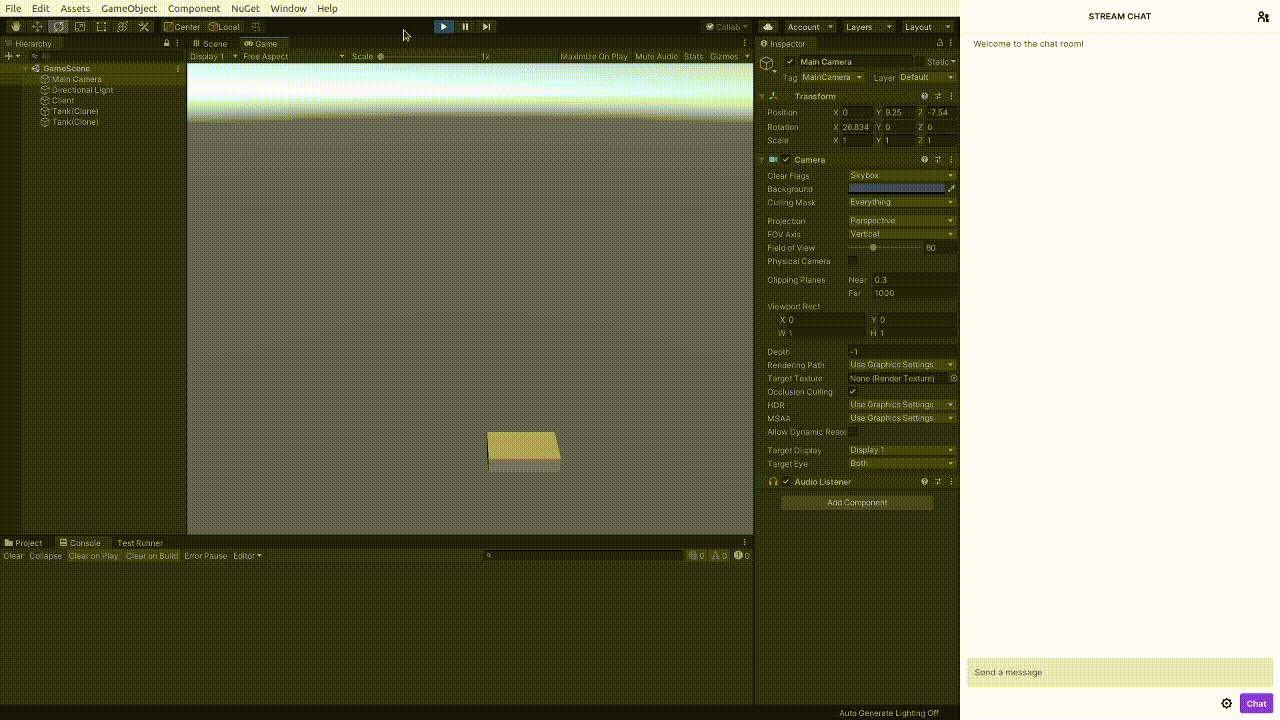 File Edit Assets GameObject Component NuGet Window Help
Center Local Collab Account Layers Layout
Hierarchy
GameScene
Main Camera
Directional Light
Client
Tank(Clone)
Tank(Clone)
Scene Game
Display 1 Free Aspect Scale 1x Maximize On Play Mute Audio Stats Gizmos
Inspector
Main Camera Static
Tag MainCamera Layer Default
Transform
Position X 0 Y 9.25 Z -7.54
Rotation X 26.834 Y 0 Z 0
Scale X 1 Y 1 Z 1
Camera
Clear Flags Skybox
Background
Culling Mask Everything
Projection Perspective
FOV Axis Vertical
Field of View 60
Physical Camera
Clipping Planes Near 0.3
Far 1000
Viewport Rect
X 0 Y 0
W 1 H 1
Depth -1
Rendering Path Use Graphics Settings
Target Texture None (Render Texture)
Occlusion Culling
HDR Use Graphics Settings
MSAA Use Graphics Settings
Allow Dynamic Resol
Target Display Display 1
Target Eye Both
Audio Listener
Add Component
Project Console Test Runner
Clear Collapse Clear on Play Clear on Build Error Pause Editor 0 0 0
Auto Generate Lighting Off
STREAM CHAT
Welcome to the chat room!
Send a message
Chat